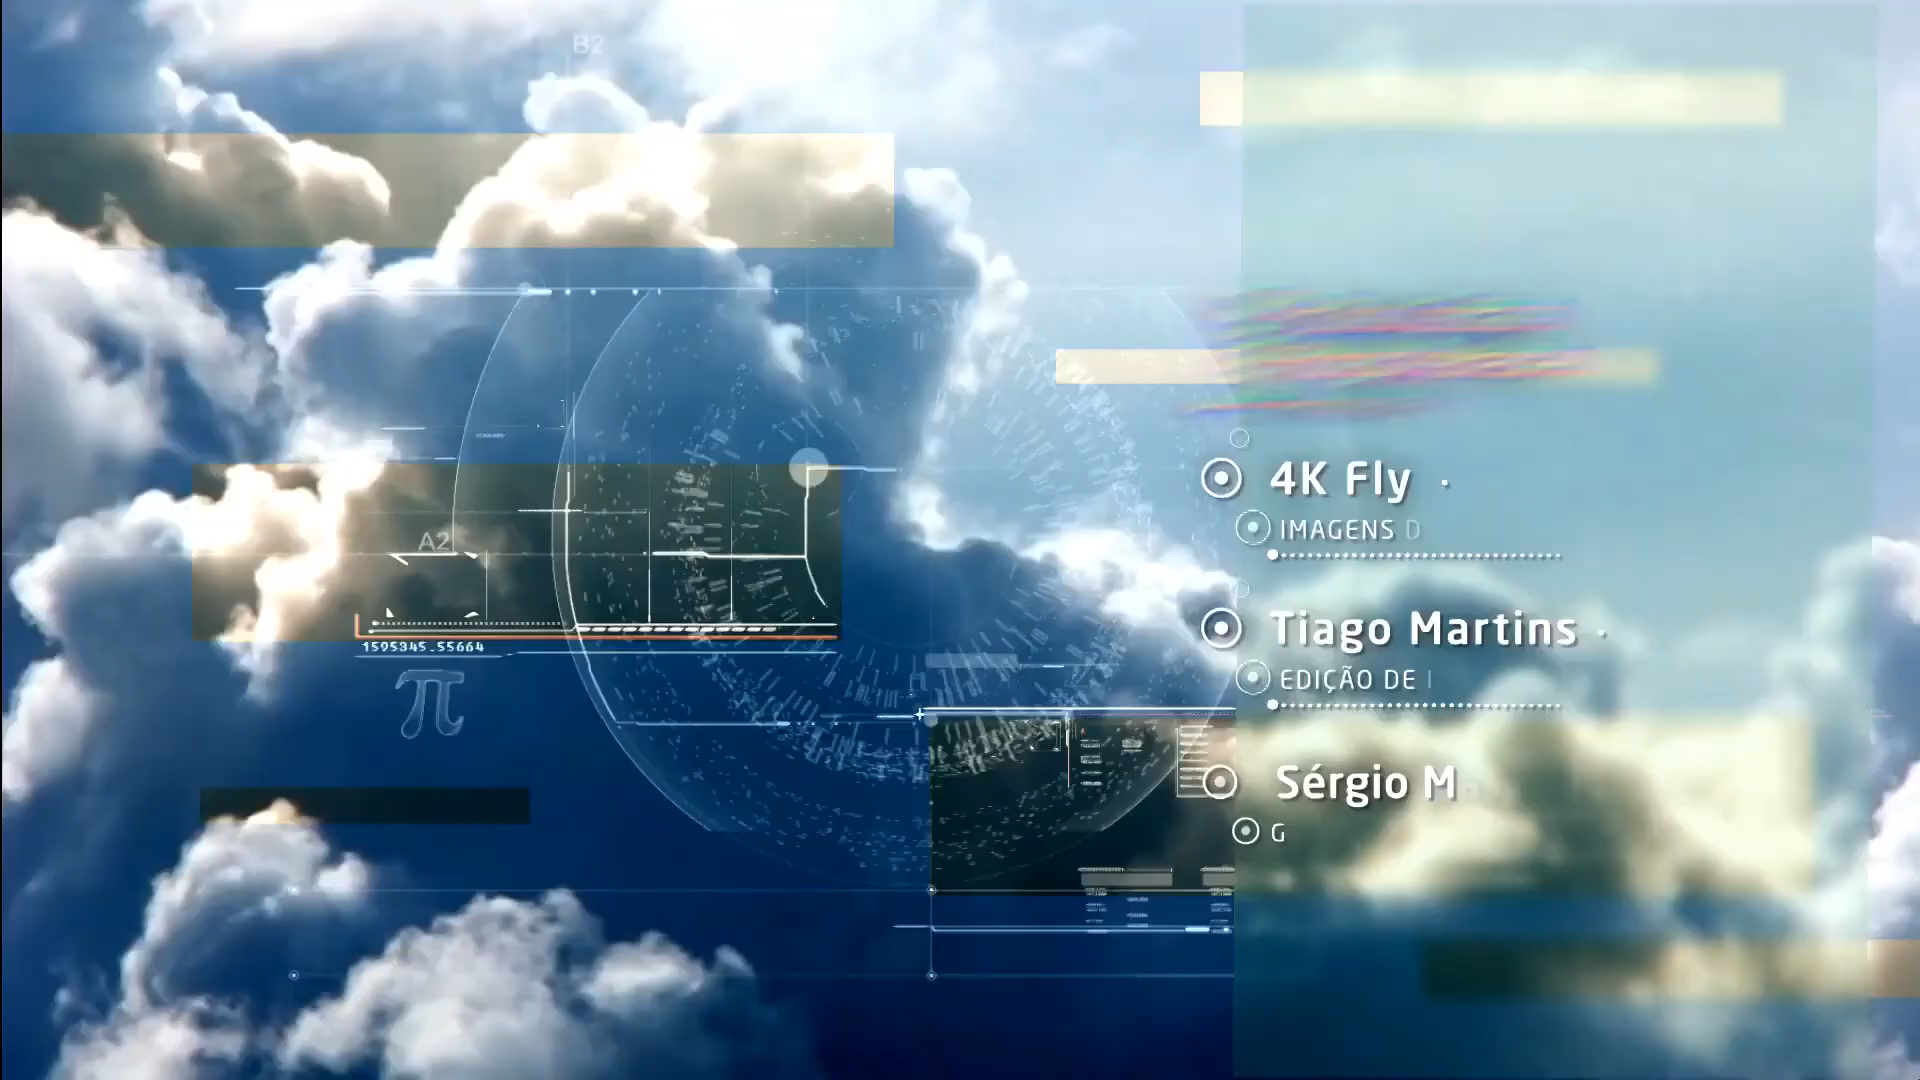 B2
A2
1595345.55664
π
4K Fly
IMAGENS D
Tiago Martins
EDIÇÃO DE
Sérgio M
G